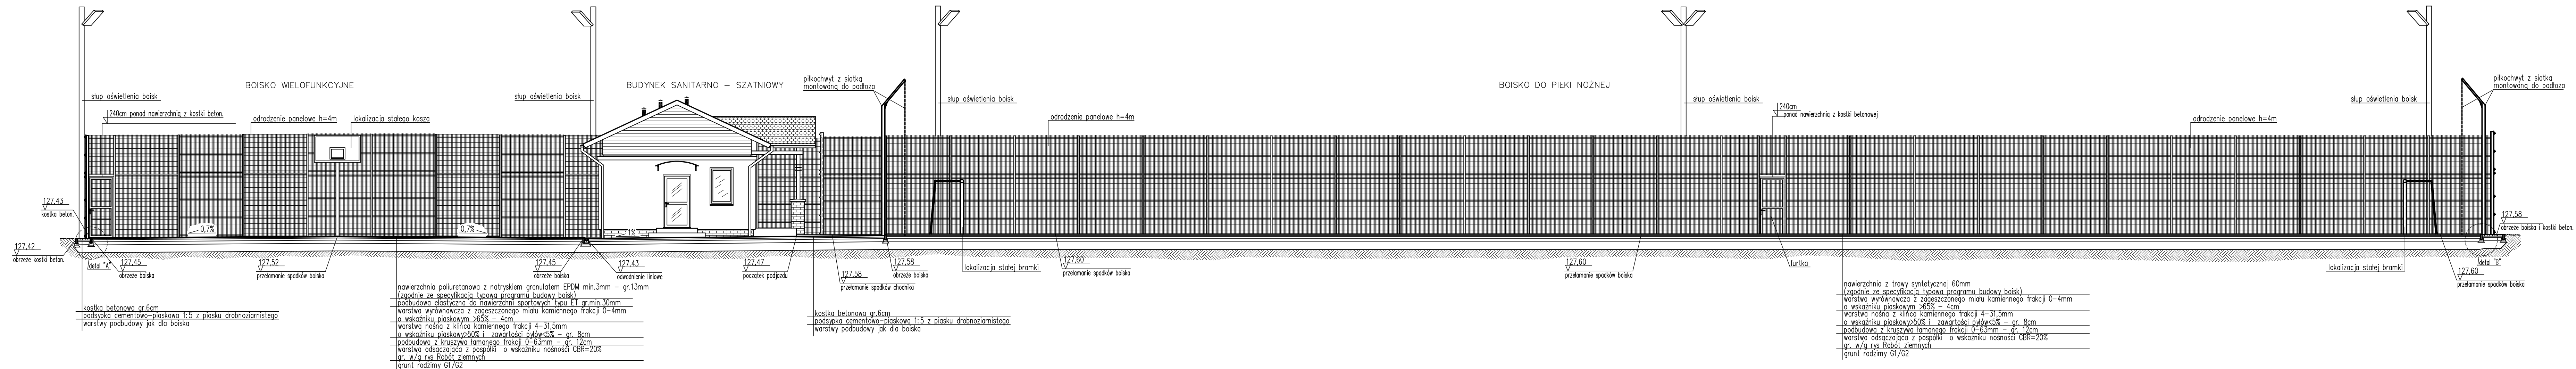 BOISKO WIELOFUNKCYJNE
BUDYNEK SANITARNO - SZATNIOWY
BOISKO DO PIŁKI NOŻNEJ
słup oświetlenia boisk
240cm ponad nawierzchnią z kostki beton.
odrodzenie panelowe h=4m
lokalizacja stałego kosza
słup oświetlenia boisk
piłkochwyt z siatką
montowaną do podłoża
słup oświetlenia boisk
odrodzenie panelowe h=4m
słup oświetlenia boisk
240cm
ponad nawierzchnią z kostki betonowej
odrodzenie panelowe h=4m
słup oświetlenia boisk
piłkochwyt z siatką
montowaną do podłoża
127,43
kostka beton.
127,42
obrzeże kostki beton.
detal "A"
0,7%
0,7%
1%
127,45
obrzeże boiska
127,52
przełamanie spadków boiska
127,45
obrzeże boiska
127,43
odwodnienie liniowe
127,47
początek podjazdu
127,58
przełamanie spadków chodnika
127,58
obrzeże boiska
lokalizacja stałej bramki
127,60
przełamanie spadków boiska
127,60
przełamanie spadków boiska
furtka
lokalizacja stałej bramki
127,60
przełamanie spadków boiska
detal "B"
127,58
obrzeże boiska i kostki beton.
kostka betonowa gr.6cm
podsypka cementowo-piaskowa 1:5 z piasku drobnoziarnistego
warstwy podbudowy jak dla boiska
nawierzchnia poliuretanowa z natryskiem granulatem EPDM min.3mm - gr.13mm
(zgodnie ze specyfikacją typową programu budowy boisk)
podbudowa elastyczna do nawierzchni sportowych typu ET gr.min.30mm
warstwa wyrównawcza z zagęszczonego miału kamiennego frakcji 0-4mm
o wskaźniku piaskowym >65% - 4cm
warstwa nośna z klińca kamiennego frakcji 4-31,5mm
o wskaźniku piaskowy>50% i zawartości pyłów<5% - gr. 8cm
podbudowa z kruszywa łamanego frakcji 0-63mm - gr. 12cm
warstwa odsączająca z pospółki o wskaźniku nośności CBR=20%
gr. w/g rys Robót ziemnych
grunt rodzimy G1/G2
kostka betonowa gr.6cm
podsypka cementowo-piaskowa 1:5 z piasku drobnoziarnistego
warstwy podbudowy jak dla boiska
nawierzchnia z trawy syntetycznej 60mm
(zgodnie ze specyfikacją typową programu budowy boisk)
warstwa wyrównawcza z zagęszczonego miału kamiennego frakcji 0-4mm
o wskaźniku piaskowym >65% - 4cm
warstwa nośna z klińca kamiennego frakcji 4-31,5mm
o wskaźniku piaskowy>50% i zawartości pyłów<5% - gr. 8cm
podbudowa z kruszywa łamanego frakcji 0-63mm - gr. 12cm
warstwa odsączająca z pospółki o wskaźniku nośności CBR=20%
gr. w/g rys Robót ziemnych
grunt rodzimy G1/G2